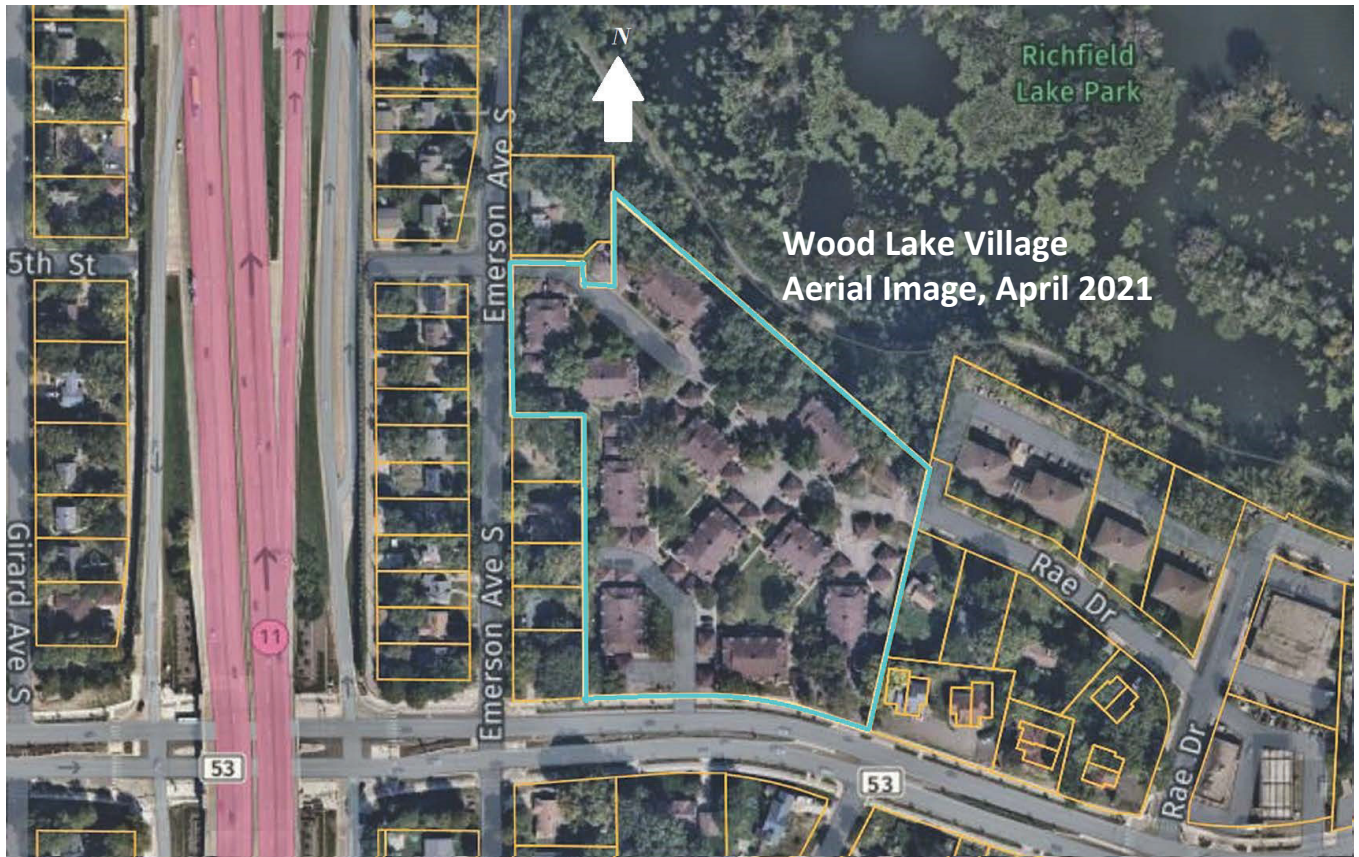 N
Richfield
Lake Park
Emerson Ave S
Wood Lake Village
Aerial Image, April 2021
5th St
Girard Ave S
Emerson Ave S
Rae Dr
11
Rae Dr
53
53